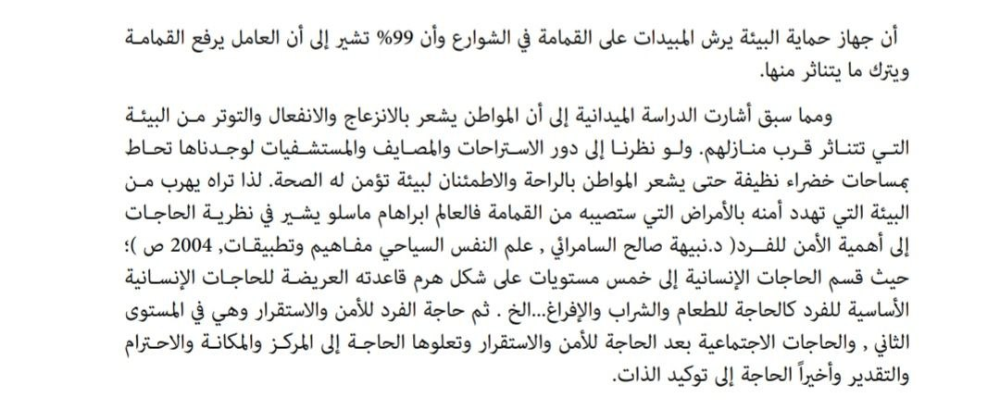 أن جهاز حماية البيئة يرش المبيدات على القمامة في الشوارع وأن 99% تشير إلى أن العامل يرفع القمامة
ويترك ما يتناثر منها.
ومما سبق أشارت الدراسة الميدانية إلى أن المواطن يشعر بالانزعاج والانفعال والتوتر من البيئة
التي تتناثر قرب منازلهم. ولو نظرنا إلى دور الاستراحات والمصايف والمستشفيات لوجدناها تحاط
بمساحات خضراء نظيفة حتى يشعر المواطن بالراحة والاطمئنان لبيئة تؤمن له الصحة. لذا تراه يهرب من
البيئة التي تهدد أمنه بالأمراض التي ستصيبه من القمامة فالعالم ابراهام ماسلو يشير في نظرية الحاجات
إلى أهمية الأمن للفرد( د.نبيهة صالح السامرائي , علم النفس السياحي مفاهيم وتطبيقات, 2004 ص )؛
حيث قسم الحاجات الإنسانية إلى خمس مستويات على شكل هرم قاعدته العريضة للحاجات الإنسانية
الأساسية للفرد كالحاجة للطعام والشراب والإفراغ...الخ . ثم حاجة الفرد للأمن والاستقرار وهي في المستوى
الثاني , والحاجات الاجتماعية بعد الحاجة للأمن والاستقرار وتعلوها الحاجة إلى المركز والمكانة والاحترام
والتقدير وأخيراً الحاجة إلى توكيد الذات.